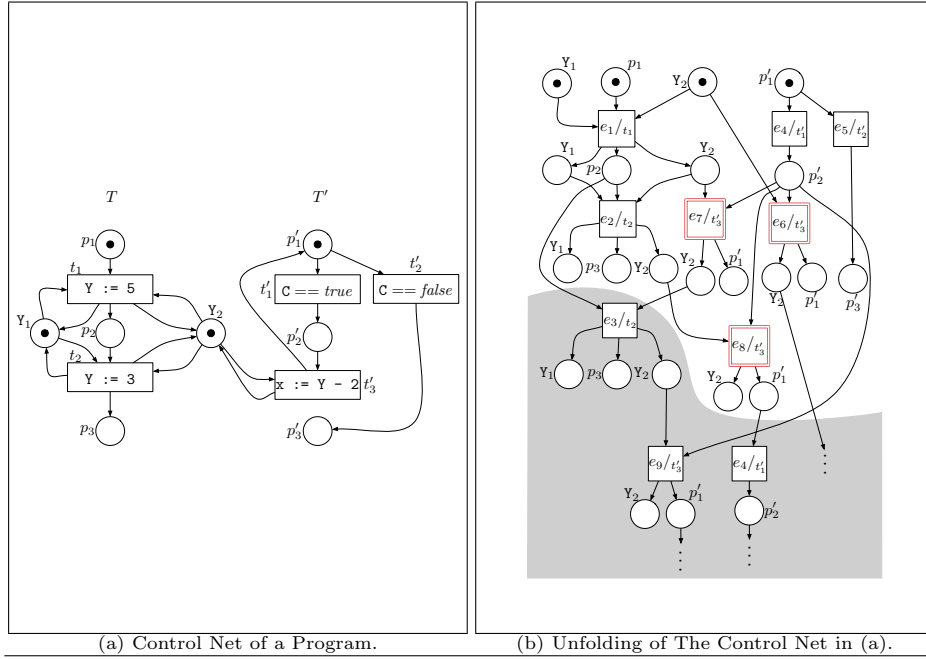 T T′
p₁ p′₁
t₁ t′₁ t′₂
Y := 5 C == true C == false
Y₁ p₂ Y₂ p′₂
t₂
Y := 3 x := Y - 2 t′₃
p₃ p′₃
(a) Control Net of a Program.
Y₁ p₁ Y₂ p′₁
e₁/t₁ e₄/t′₁ e₅/t′₂
Y₁ p₂ Y₂ p′₂
e₂/t₂ e₇/t′₃ e₆/t′₃
Y₁ p₃ Y₂ Y₂ p′₁ Y₂ p′₁ p′₃
e₃/t₂ e₈/t′₃
Y₁ p₃ Y₂ Y₂ p′₁
e₉/t′₃ e₄/t′₁
Y₂ p′₁ p′₂
(b) Unfolding of The Control Net in (a).